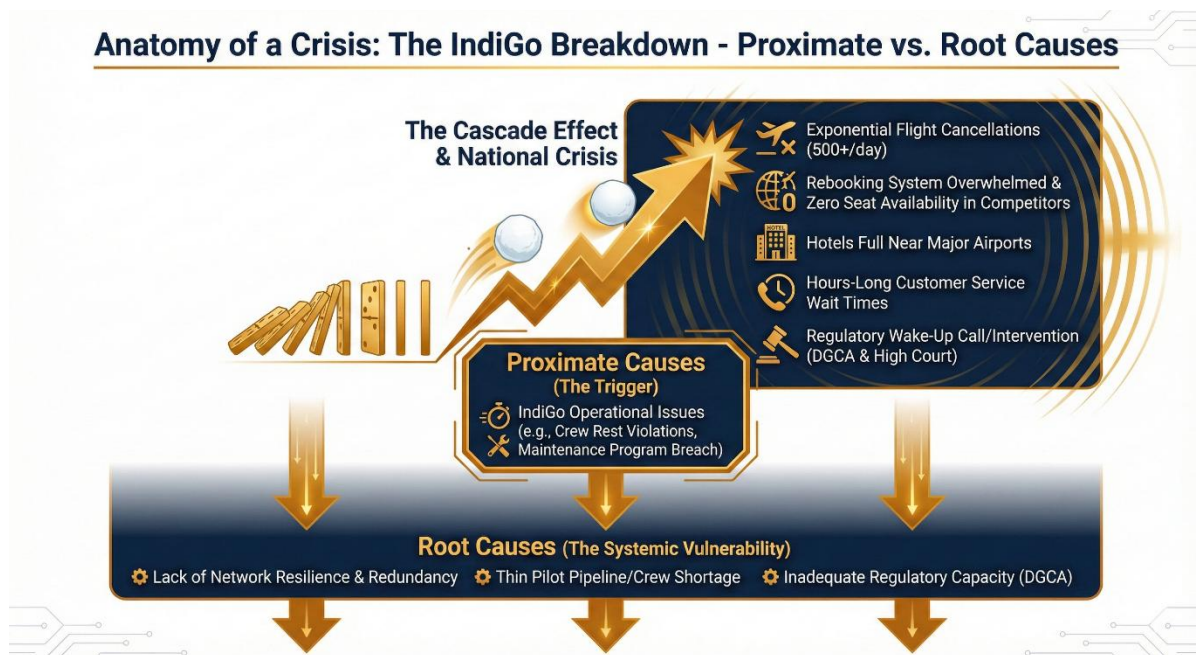 Anatomy of a Crisis: The IndiGo Breakdown - Proximate vs. Root Causes
The Cascade Effect
& National Crisis
Exponential Flight Cancellations
(500+/day)
Rebooking System Overwhelmed &
Zero Seat Availability in Competitors
0
HOTEL
Hotels Full Near Major Airports
Hours-Long Customer Service
Wait Times
Regulatory Wake-Up Call/Intervention
(DGCA & High Court)
Proximate Causes
(The Trigger)
IndiGo Operational Issues
(e.g., Crew Rest Violations,
Maintenance Program Breach)
Root Causes (The Systemic Vulnerability)
Lack of Network Resilience & Redundancy Thin Pilot Pipeline/Crew Shortage Inadequate Regulatory Capacity (DGCA)